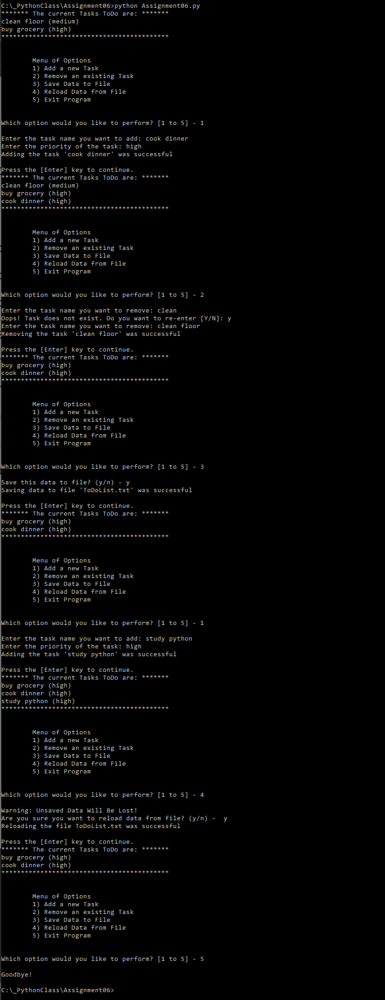 C:\_PythonClass\Assignment06>python Assignment06.py
******* The current Tasks ToDo are: *******
clean floor (medium)
buy grocery (high)
*******************************************
Menu of Options
1) Add a new Task
2) Remove an existing Task
3) Save Data to File
4) Reload Data from File
5) Exit Program
Which option would you like to perform? [1 to 5] - 1
Enter the task name you want to add: cook dinner
Enter the priority of the task: high
Adding the task 'cook dinner' was successful
Press the [Enter] key to continue.
******* The current Tasks ToDo are: *******
clean floor (medium)
buy grocery (high)
cook dinner (high)
*******************************************
Menu of Options
1) Add a new Task
2) Remove an existing Task
3) Save Data to File
4) Reload Data from File
5) Exit Program
Which option would you like to perform? [1 to 5] - 2
Enter the task name you want to remove: clean
Oops! Task does not exist. Do you want to re-enter [Y/N]: y
Enter the task name you want to remove: clean floor
Removing the task 'clean floor' was successful
Press the [Enter] key to continue.
******* The current Tasks ToDo are: *******
buy grocery (high)
cook dinner (high)
*******************************************
Menu of Options
1) Add a new Task
2) Remove an existing Task
3) Save Data to File
4) Reload Data from File
5) Exit Program
Which option would you like to perform? [1 to 5] - 3
Save this data to file? (y/n) - y
Saving data to file 'ToDoList.txt' was successful
Press the [Enter] key to continue.
******* The current Tasks ToDo are: *******
buy grocery (high)
cook dinner (high)
*******************************************
Menu of Options
1) Add a new Task
2) Remove an existing Task
3) Save Data to File
4) Reload Data from File
5) Exit Program
Which option would you like to perform? [1 to 5] - 1
Enter the task name you want to add: study python
Enter the priority of the task: high
Adding the task 'study python' was successful
Press the [Enter] key to continue.
******* The current Tasks ToDo are: *******
buy grocery (high)
cook dinner (high)
study python (high)
*******************************************
Menu of Options
1) Add a new Task
2) Remove an existing Task
3) Save Data to File
4) Reload Data from File
5) Exit Program
Which option would you like to perform? [1 to 5] - 4
Warning: Unsaved Data Will Be Lost!
Are you sure you want to reload data from file? (y/n) -  y
Reloading the file ToDoList.txt was successful
Press the [Enter] key to continue.
******* The current Tasks ToDo are: *******
buy grocery (high)
cook dinner (high)
*******************************************
Menu of Options
1) Add a new Task
2) Remove an existing Task
3) Save Data to File
4) Reload Data from File
5) Exit Program
Which option would you like to perform? [1 to 5] - 5
Goodbye!
C:\_PythonClass\Assignment06>